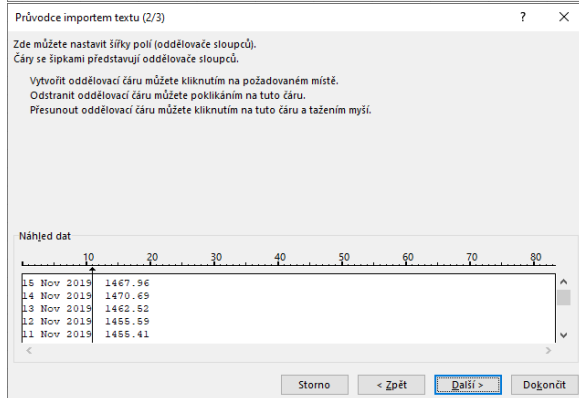 Průvodce importem textu (2/3) ? ×
Zde můžete nastavit šířky polí (oddělovače sloupců).
Čáry se šipkami představují oddělovače sloupců.
Vytvořit oddělovací čáru můžete kliknutím na požadovaném místě.
Odstranit oddělovací čáru můžete poklikáním na tuto čáru.
Přesunout oddělovací čáru můžete kliknutím na tuto čáru a tažením myší.
Náhled dat
10 20 30 40 50 60 70 80
15 Nov 2019 1467.96
14 Nov 2019 1470.69
13 Nov 2019 1462.52
12 Nov 2019 1455.59
11 Nov 2019 1455.41
Storno < Zpět Další > Dokončit